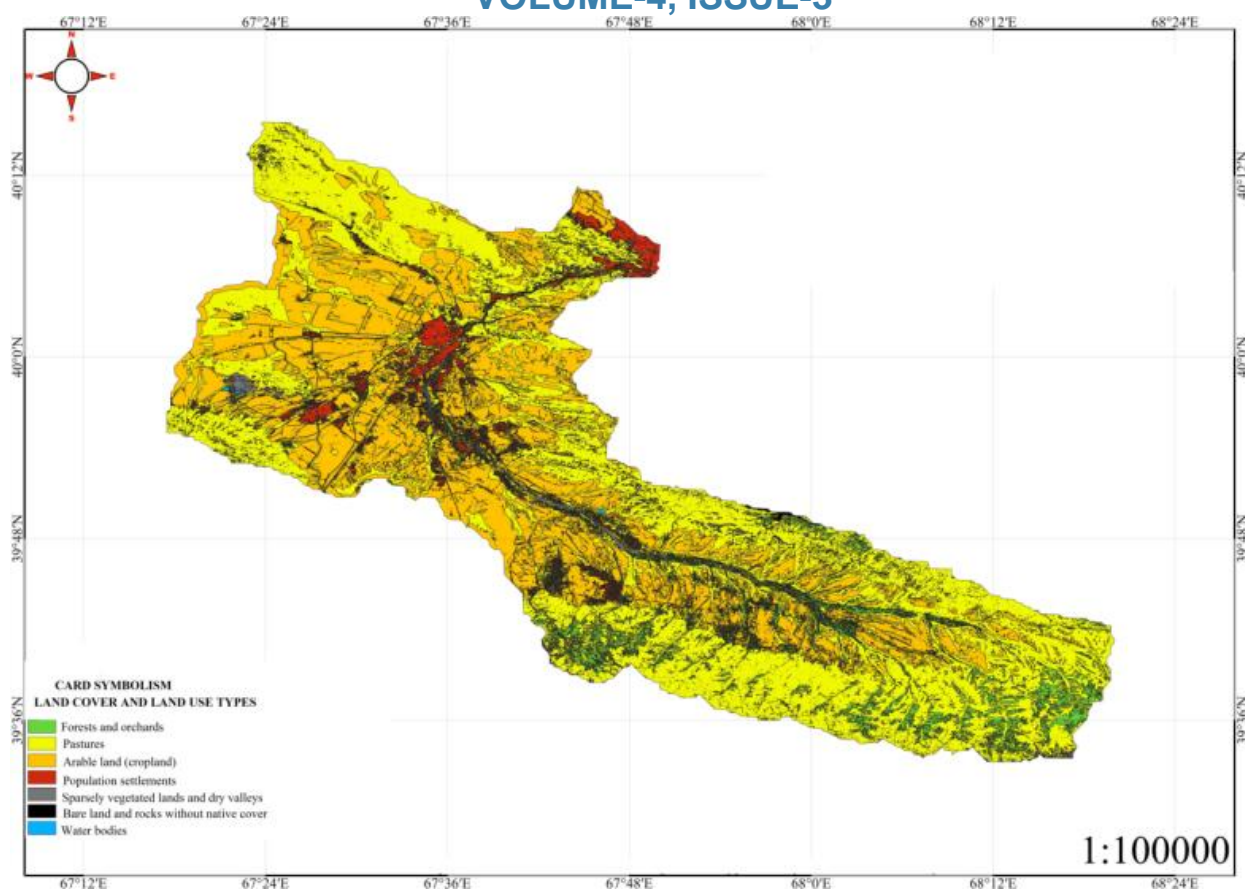 VOLUME-4, ISSUE-5
67°12'E 67°24'E 67°36'E 67°48'E 68°0'E 68°12'E 68°24'E
N
W E
S
40°12'N 40°12'N
40°0'N 40°0'N
39°48'N 39°48'N
39°36'N 39°36'N
CARD SYMBOLISM
LAND COVER AND LAND USE TYPES
Forests and orchards
Pastures
Arable land (cropland)
Population settlements
Sparsely vegetated lands and dry valleys
Bare land and rocks without native cover
Water bodies
1:100000
67°12'E 67°24'E 67°36'E 67°48'E 68°0'E 68°12'E 68°24'E